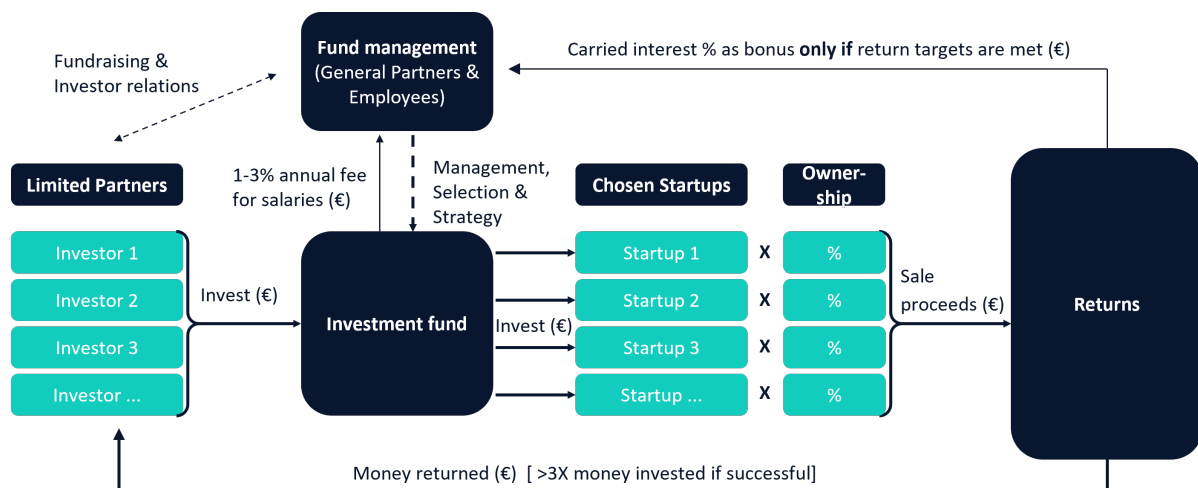 Fund management
(General Partners &
Employees)
Carried interest % as bonus only if return targets are met (€)
Fundraising &
Investor relations
Limited Partners
1-3% annual fee
for salaries (€)
Management,
Selection &
Strategy
Chosen Startups
Owner-
ship
Investor 1
Investor 2
Investor 3
Investor ...
Invest (€)
Investment fund
Invest (€)
Startup 1
X
%
Startup 2
X
%
Startup 3
X
%
Startup ...
X
%
Sale
proceeds (€)
Returns
Money returned (€)  [ >3X money invested if successful]